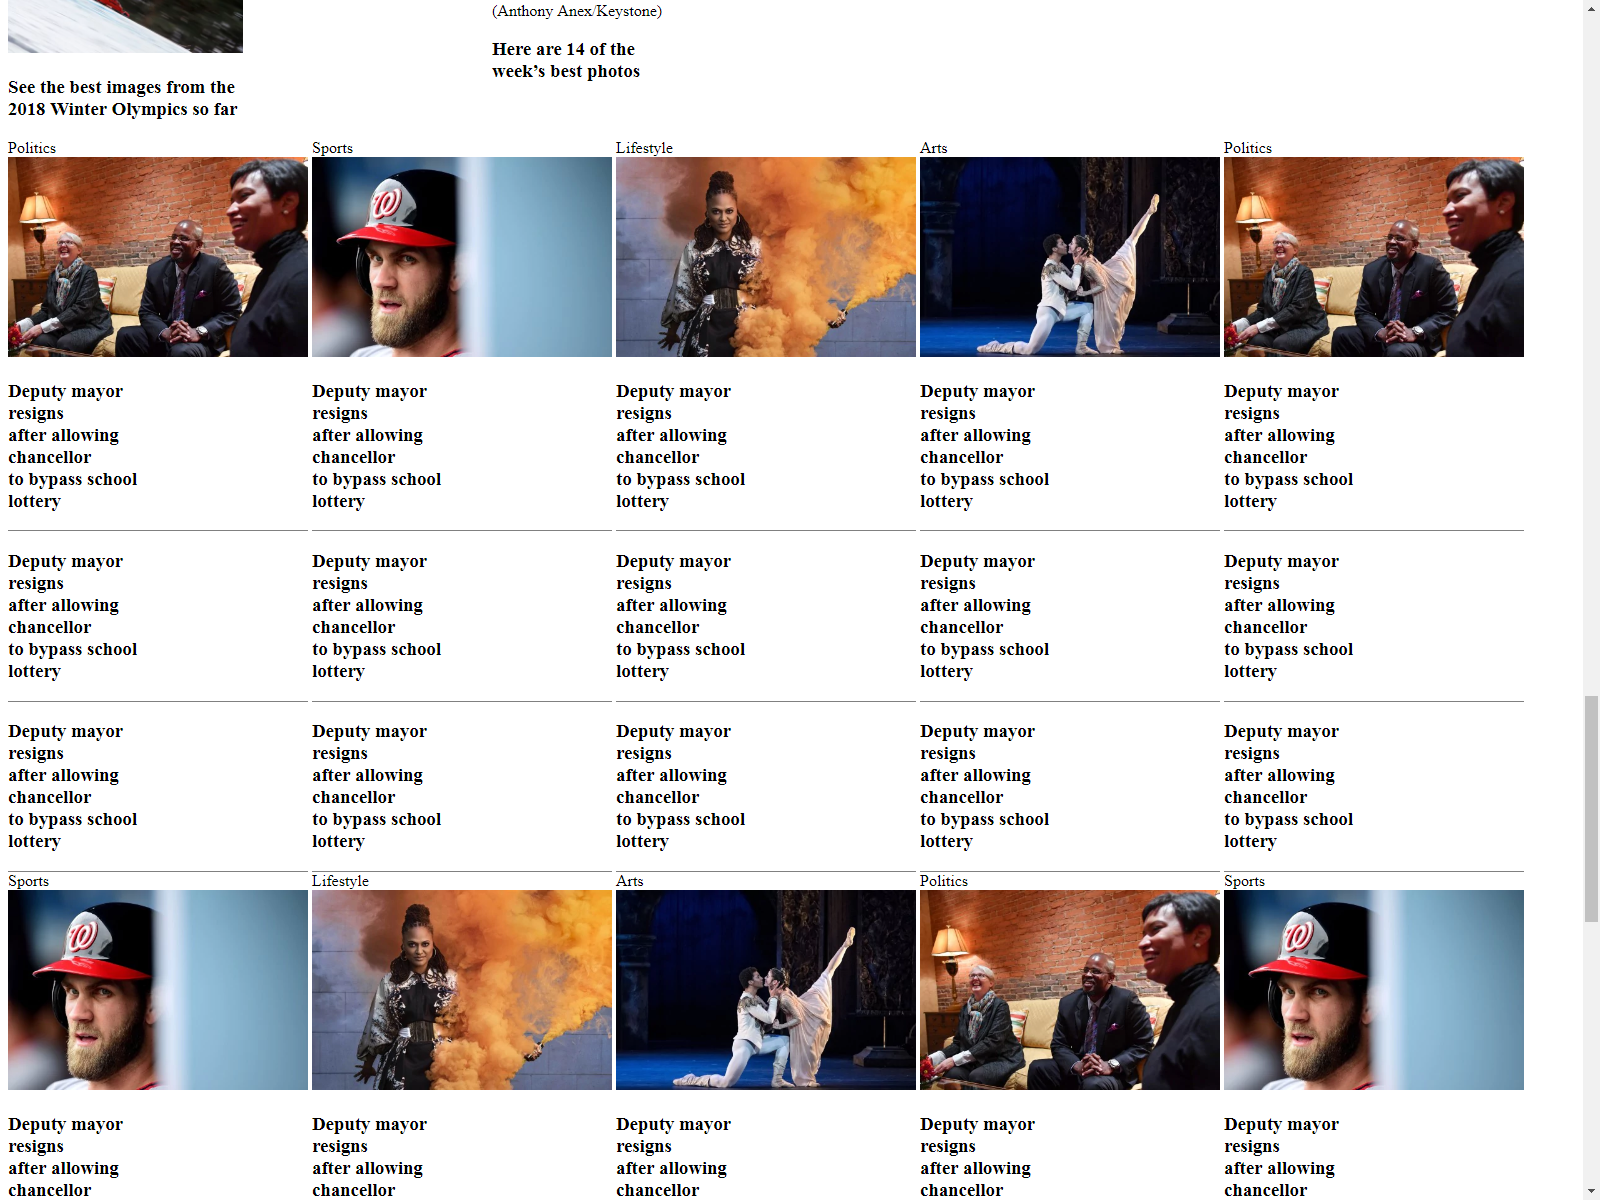 (Anthony Anex/Keystone)
Here are 14 of the
week’s best photos
See the best images from the
2018 Winter Olympics so far
Politics
Deputy mayor
resigns
after allowing
chancellor
to bypass school
lottery
Deputy mayor
resigns
after allowing
chancellor
to bypass school
lottery
Deputy mayor
resigns
after allowing
chancellor
to bypass school
lottery
Sports
W
Deputy mayor
resigns
after allowing
chancellor
to bypass school
lottery
Deputy mayor
resigns
after allowing
chancellor
to bypass school
lottery
Deputy mayor
resigns
after allowing
chancellor
to bypass school
lottery
Lifestyle
Deputy mayor
resigns
after allowing
chancellor
to bypass school
lottery
Deputy mayor
resigns
after allowing
chancellor
to bypass school
lottery
Deputy mayor
resigns
after allowing
chancellor
to bypass school
lottery
Arts
Deputy mayor
resigns
after allowing
chancellor
to bypass school
lottery
Deputy mayor
resigns
after allowing
chancellor
to bypass school
lottery
Deputy mayor
resigns
after allowing
chancellor
to bypass school
lottery
Politics
Deputy mayor
resigns
after allowing
chancellor
to bypass school
lottery
Deputy mayor
resigns
after allowing
chancellor
to bypass school
lottery
Deputy mayor
resigns
after allowing
chancellor
to bypass school
lottery
Sports
W
Deputy mayor
resigns
after allowing
chancellor
Lifestyle
Deputy mayor
resigns
after allowing
chancellor
Arts
Deputy mayor
resigns
after allowing
chancellor
Politics
Deputy mayor
resigns
after allowing
chancellor
Sports
W
Deputy mayor
resigns
after allowing
chancellor